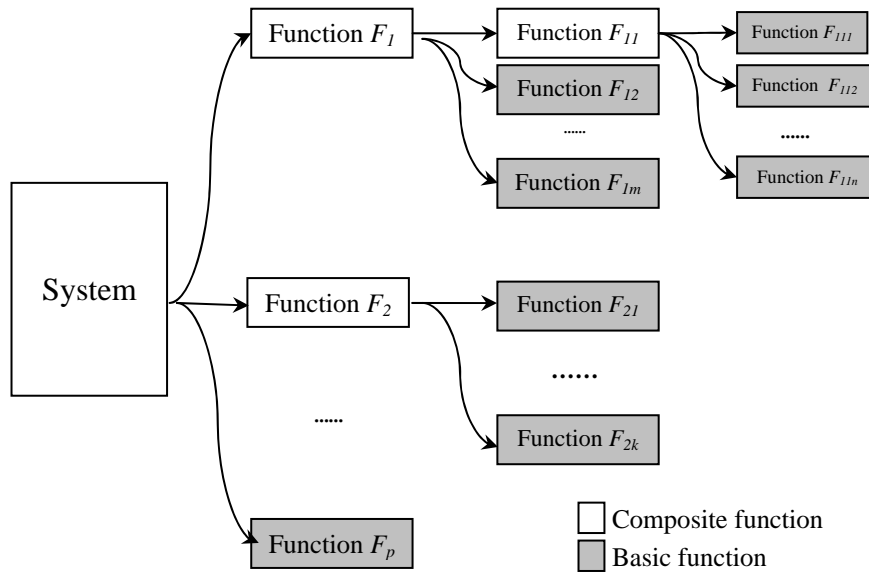 System
Function F1
Function F11
Function F111
Function F112
......
Function F11n
Function F12
......
Function F1m
Function F2
Function F21
......
Function F2k
......
Function Fp
Composite function
Basic function